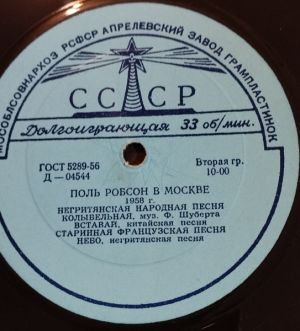 МОСОБЛСОВНАРХОЗ РСФСР АПРЕЛЕВСКИЙ ЗАВОД ГРАМПЛАСТИНОК
СССР
Долгоиграющая 33 об/мин.
ГОСТ 5289-56
Д — 04544
Вторая гр.
10-00
ПОЛЬ РОБСОН В МОСКВЕ
1958 г.
НЕГРИТЯНСКАЯ НАРОДНАЯ ПЕСНЯ
КОЛЫБЕЛЬНАЯ, муз. Ф. Шуберта
ВСТАВАЙ, китайская песня
СТАРИННАЯ ФРАНЦУЗСКАЯ ПЕСНЯ
НЕБО, негритянская песня